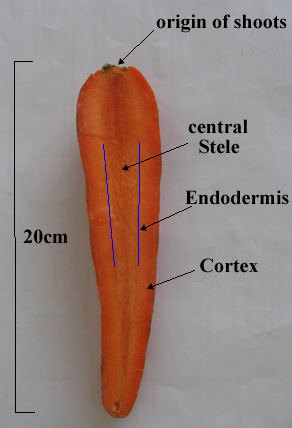 origin of shoots
central
Stele
Endodermis
20cm
Cortex